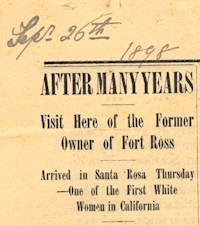 Sept. 26th
1898
AFTER MANY YEARS
Visit Here of the Former
Owner of Fort Ross
Arrived in Santa Rosa Thursday
—One of the First White
Women in California